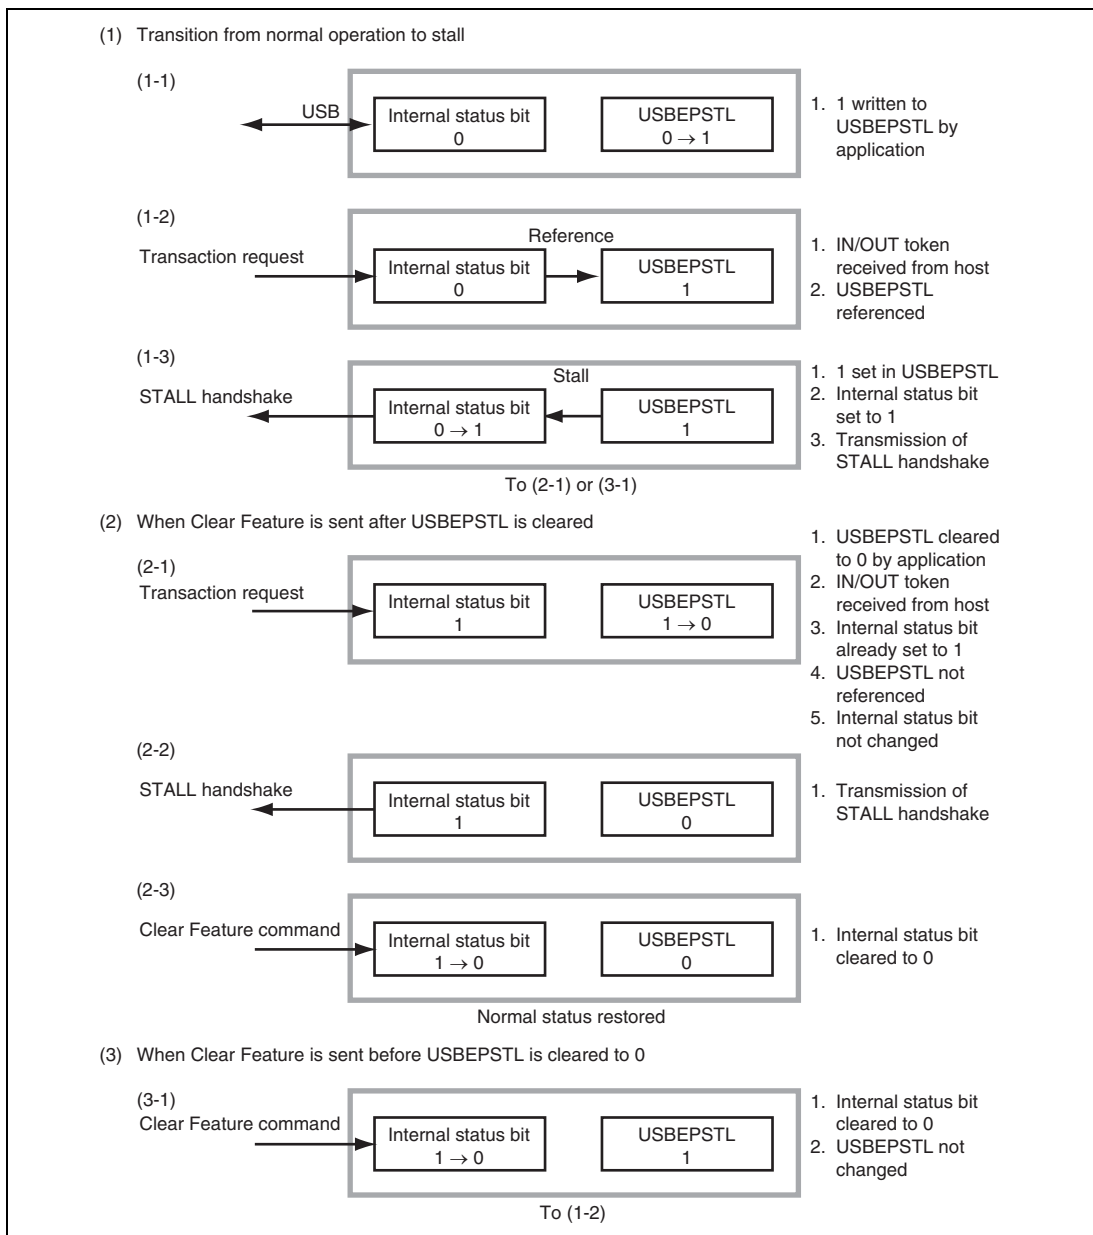 (1) Transition from normal operation to stall
(1-1)
USB
Internal status bit
0
USBEPSTL
0 → 1
1. 1 written to
USBEPSTL by
application
(1-2)
Transaction request
Reference
Internal status bit
0
USBEPSTL
1
1. IN/OUT token
received from host
2. USBEPSTL
referenced
(1-3)
STALL handshake
Stall
Internal status bit
0 → 1
USBEPSTL
1
1. 1 set in USBEPSTL
2. Internal status bit
set to 1
3. Transmission of
STALL handshake
To (2-1) or (3-1)
(2) When Clear Feature is sent after USBEPSTL is cleared
(2-1)
Transaction request
Internal status bit
1
USBEPSTL
1 → 0
1. USBEPSTL cleared
to 0 by application
2. IN/OUT token
received from host
3. Internal status bit
already set to 1
4. USBEPSTL not
referenced
5. Internal status bit
not changed
(2-2)
STALL handshake
Internal status bit
1
USBEPSTL
0
1. Transmission of
STALL handshake
(2-3)
Clear Feature command
Internal status bit
1 → 0
USBEPSTL
0
1. Internal status bit
cleared to 0
Normal status restored
(3) When Clear Feature is sent before USBEPSTL is cleared to 0
(3-1)
Clear Feature command
Internal status bit
1 → 0
USBEPSTL
1
1. Internal status bit
cleared to 0
2. USBEPSTL not
changed
To (1-2)